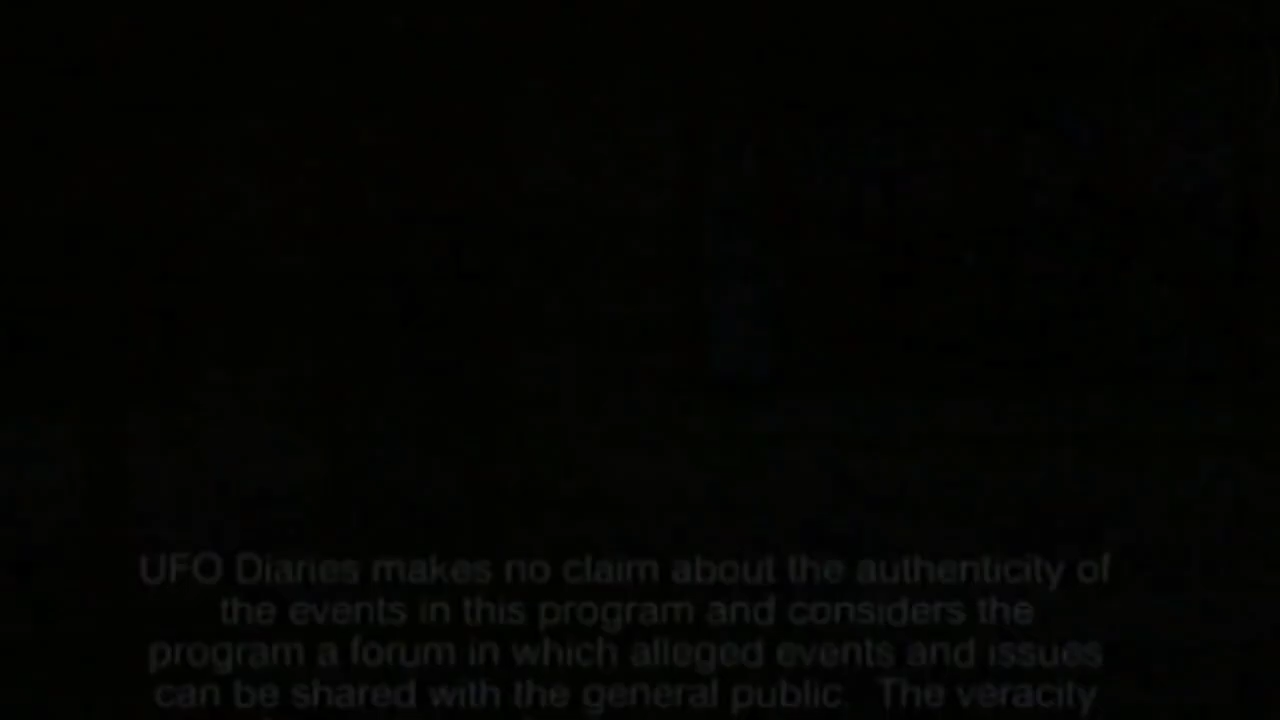 UFO Diaries makes no claim about the authenticity of
the events in this program and considers the
program a forum in which alleged events and issues
can be shared with the general public.  The veracity